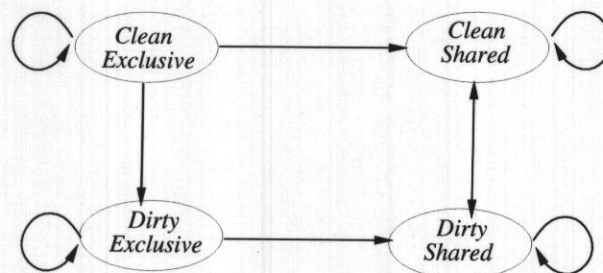 Clean
Exclusive
Clean
Shared
Dirty
Exclusive
Dirty
Shared